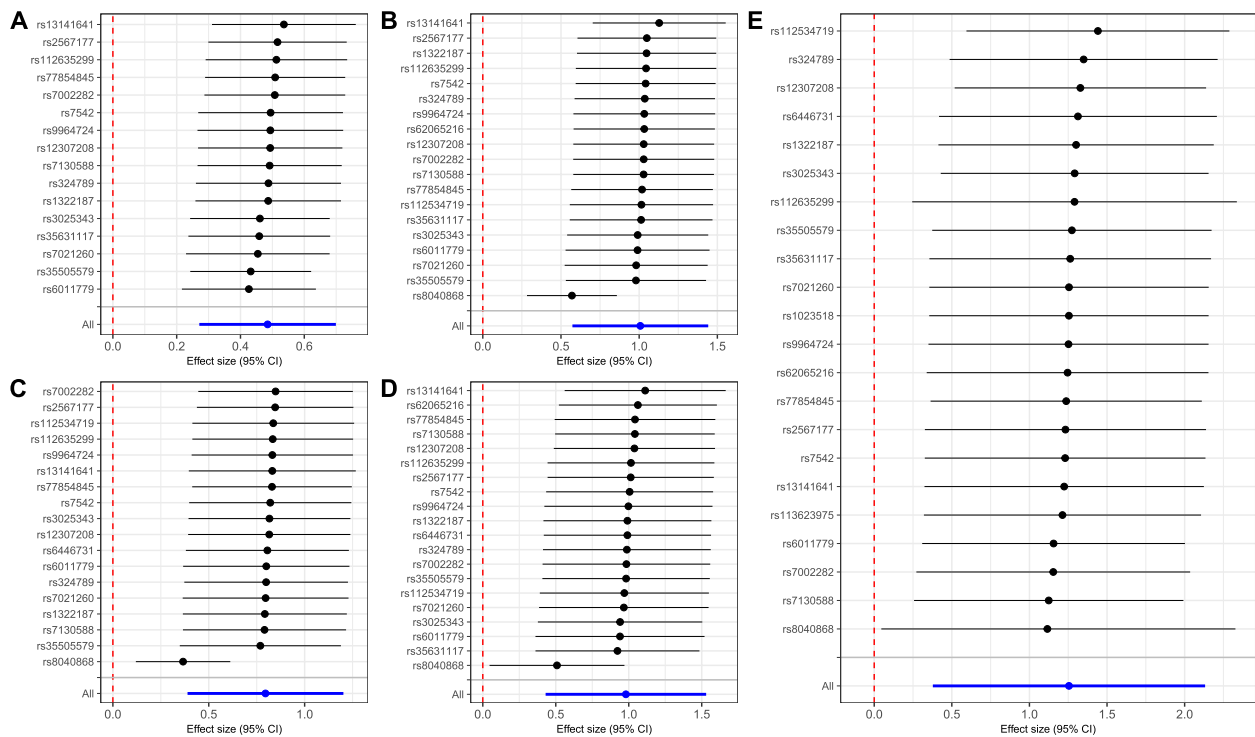 A
rs13141641
rs2567177
rs112635299
rs77854845
rs7002282
rs7542
rs9964724
rs12307208
rs7130588
rs324789
rs1322187
rs3025343
rs35631117
rs7021260
rs35505579
rs6011779
All
0.0 0.2 0.4 0.6
Effect size (95% CI)
B
rs13141641
rs2567177
rs1322187
rs112635299
rs7542
rs324789
rs9964724
rs62065216
rs12307208
rs7002282
rs7130588
rs77854845
rs112534719
rs35631117
rs3025343
rs6011779
rs7021260
rs35505579
rs8040868
All
0.0 0.5 1.0 1.5
Effect size (95% CI)
C
rs7002282
rs2567177
rs112534719
rs112635299
rs9964724
rs13141641
rs77854845
rs7542
rs3025343
rs12307208
rs6446731
rs6011779
rs324789
rs7021260
rs1322187
rs7130588
rs35505579
rs8040868
All
0.0 0.5 1.0
Effect size (95% CI)
D
rs13141641
rs62065216
rs77854845
rs7130588
rs12307208
rs112635299
rs2567177
rs7542
rs9964724
rs1322187
rs6446731
rs324789
rs7002282
rs35505579
rs112534719
rs7021260
rs3025343
rs6011779
rs35631117
rs8040868
All
0.0 0.5 1.0 1.5
Effect size (95% CI)
E
rs112534719
rs324789
rs12307208
rs6446731
rs1322187
rs3025343
rs112635299
rs35505579
rs35631117
rs7021260
rs1023518
rs9964724
rs62065216
rs77854845
rs2567177
rs7542
rs13141641
rs113623975
rs6011779
rs7002282
rs7130588
rs8040868
All
0.0 0.5 1.0 1.5 2.0
Effect size (95% CI)